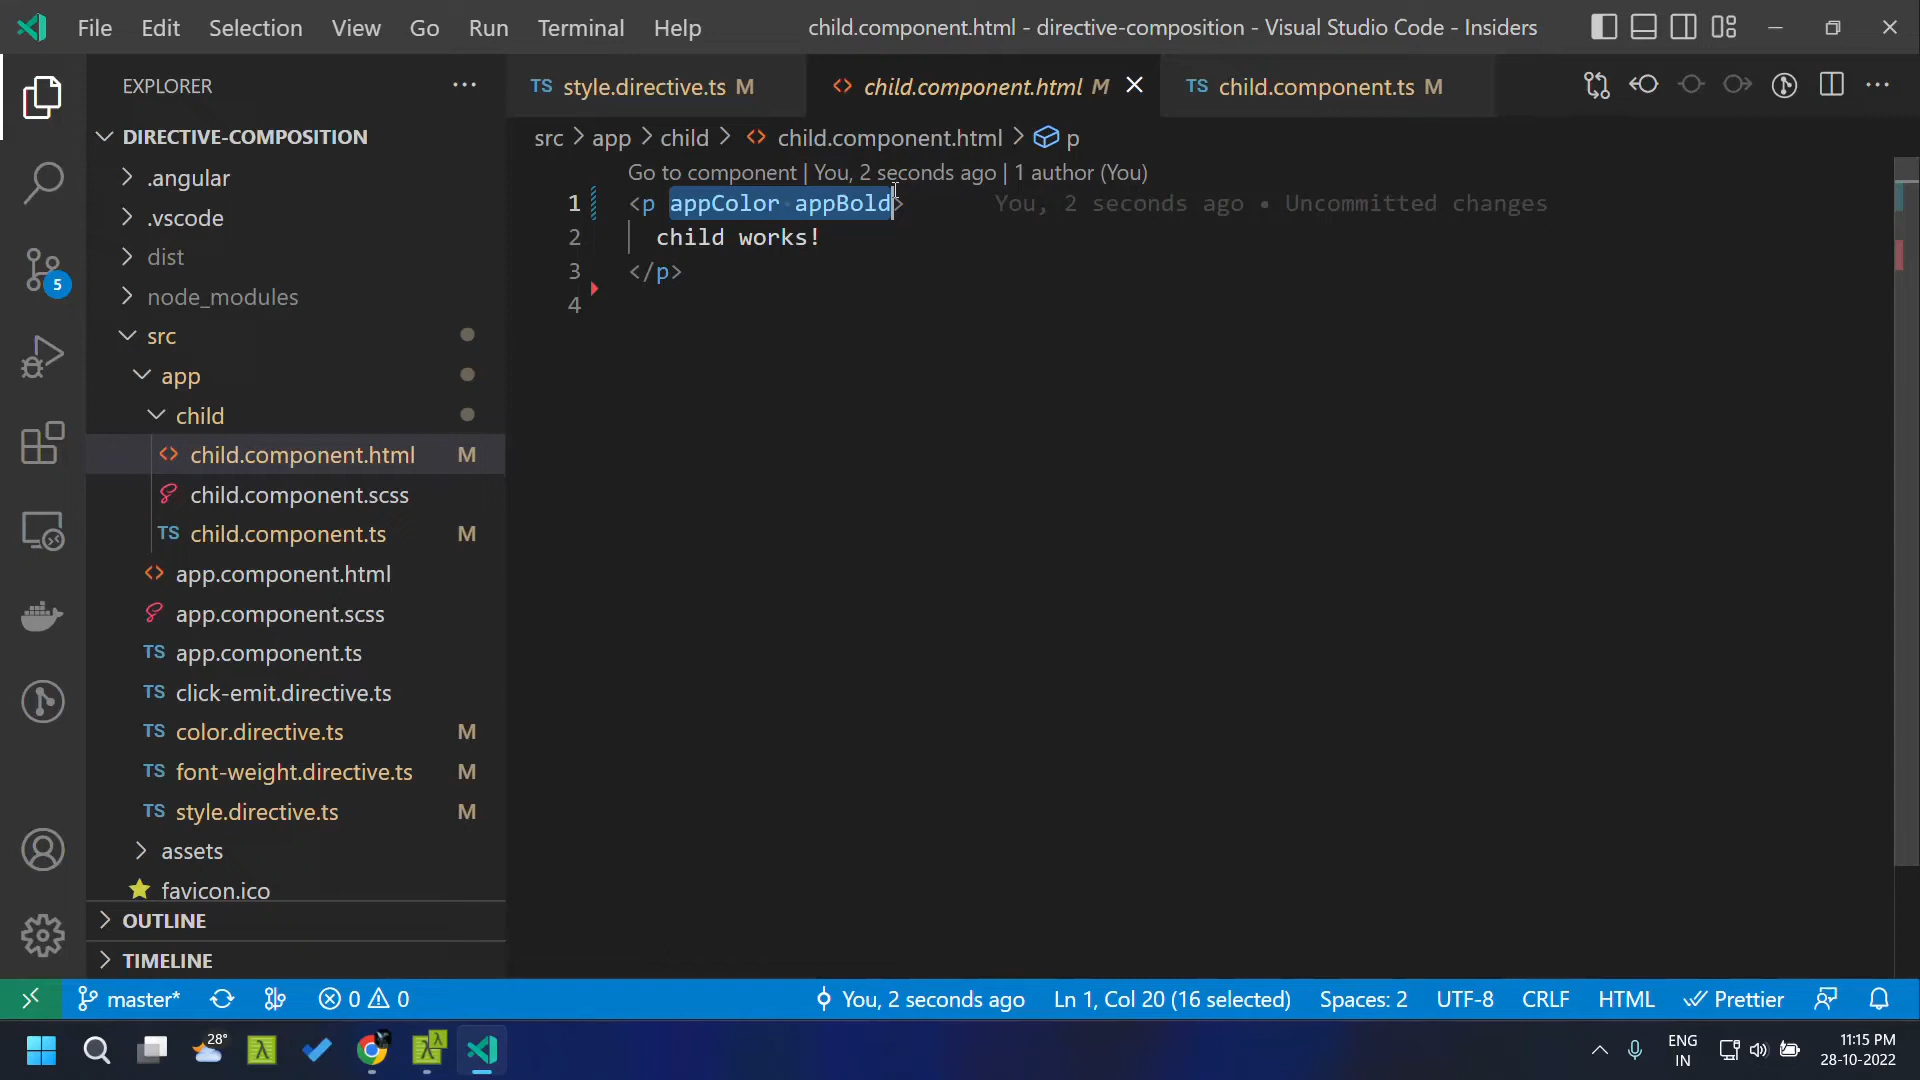 File Edit Selection View Go Run Terminal Help child.component.html - directive-composition - Visual Studio Code - Insiders
EXPLORER
TS style.directive.ts M child.component.html M TS child.component.ts M
DIRECTIVE-COMPOSITION
src > app > child > <> child.component.html > p
.angular
.vscode
dist
node_modules
src
app
child
child.component.html M
child.component.scss
TS child.component.ts M
app.component.html
app.component.scss
TS app.component.ts
TS click-emit.directive.ts
TS color.directive.ts M
TS font-weight.directive.ts M
TS style.directive.ts M
assets
favicon.ico
OUTLINE
TIMELINE
5
Go to component | You, 2 seconds ago | 1 author (You)
1 <p appColor appBold> You, 2 seconds ago • Uncommitted changes
2 child works!
3 </p>
4
master* 0 0 You, 2 seconds ago Ln 1, Col 20 (16 selected) Spaces: 2 UTF-8 CRLF HTML Prettier
28°
ENG
IN
11:15 PM
28-10-2022